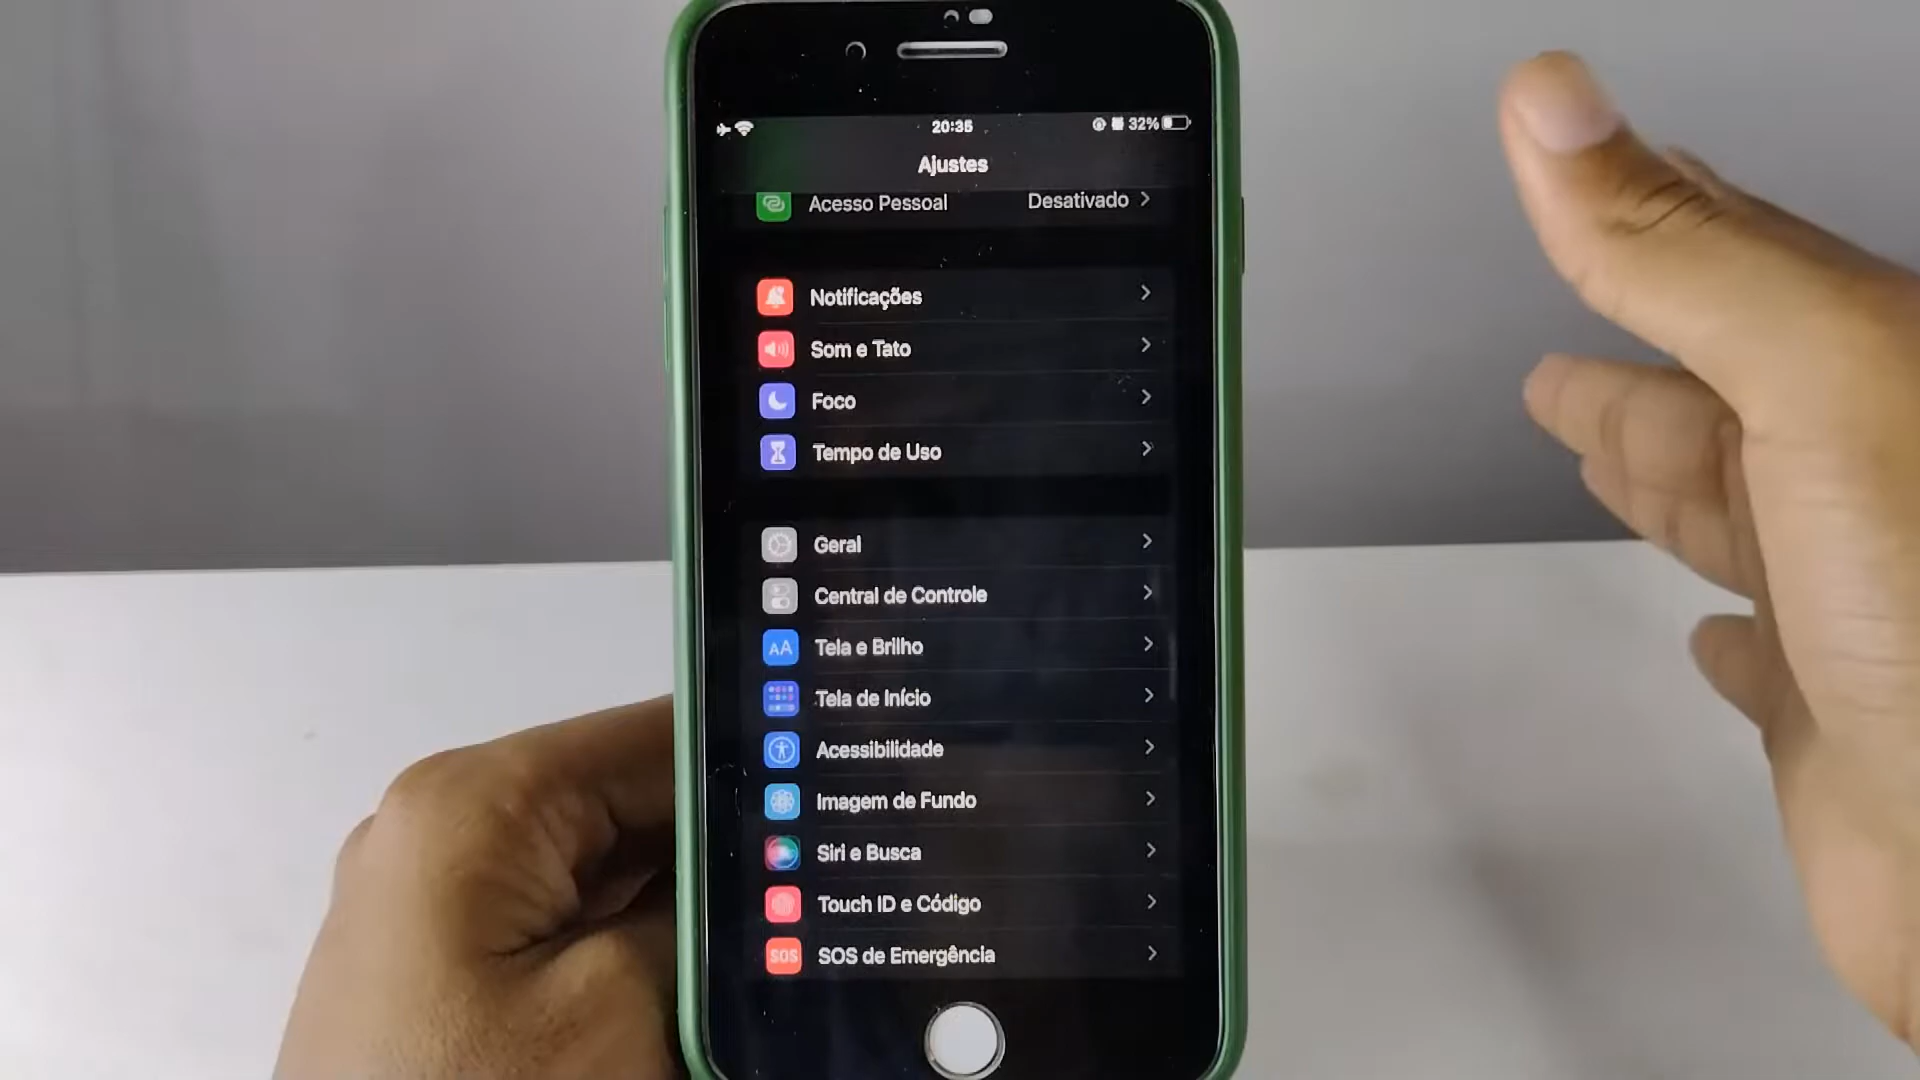 20:35
32%
Ajustes
Acesso Pessoal Desativado
Notificações
Som e Tato
Foco
Tempo de Uso
Geral
Central de Controle
AA Tela e Brilho
Tela de Início
Acessibilidade
Imagem de Fundo
Siri e Busca
Touch ID e Código
SOS SOS de Emergência